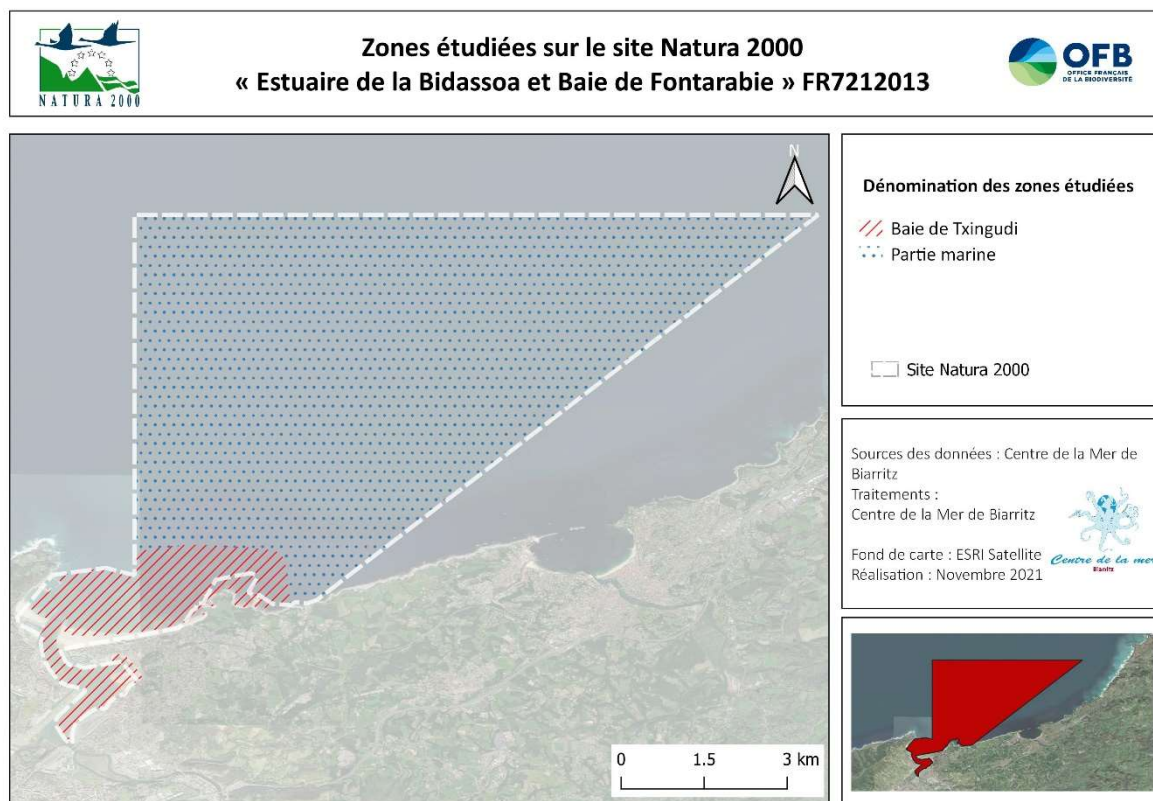 NATURA 2000
Zones étudiées sur le site Natura 2000
« Estuaire de la Bidassoa et Baie de Fontarabie » FR7212013
OFB
OFFICE FRANÇAIS
DE LA BIODIVERSITÉ
N
Dénomination des zones étudiées
Baie de Txingudi
Partie marine
Site Natura 2000
Sources des données : Centre de la Mer de
Biarritz
Traitements :
Centre de la Mer de Biarritz
Fond de carte : ESRI Satellite
Réalisation : Novembre 2021
Centre de la mer
Biarritz
0 1.5 3 km